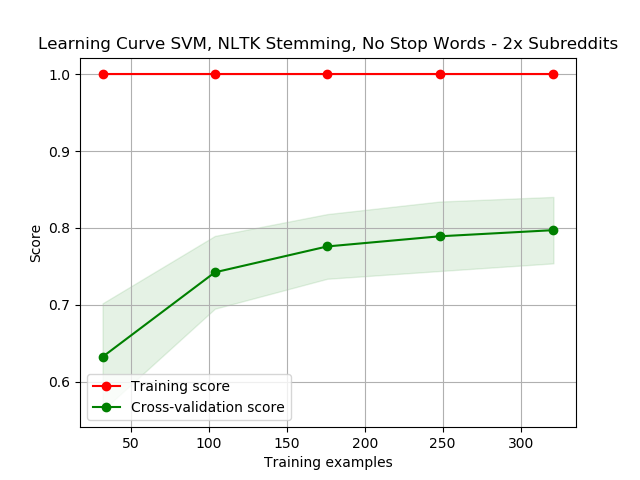 Learning Curve SVM, NLTK Stemming, No Stop Words - 2x Subreddits
1.0
0.9
0.8
0.7
0.6
Score
Training score
Cross-validation score
50 100 150 200 250 300
Training examples